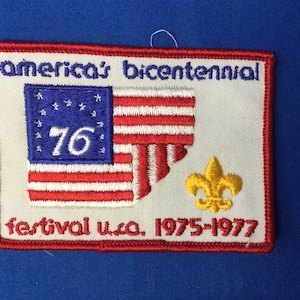 america's bicentennial
76
festival u.s.a. 1975-1977